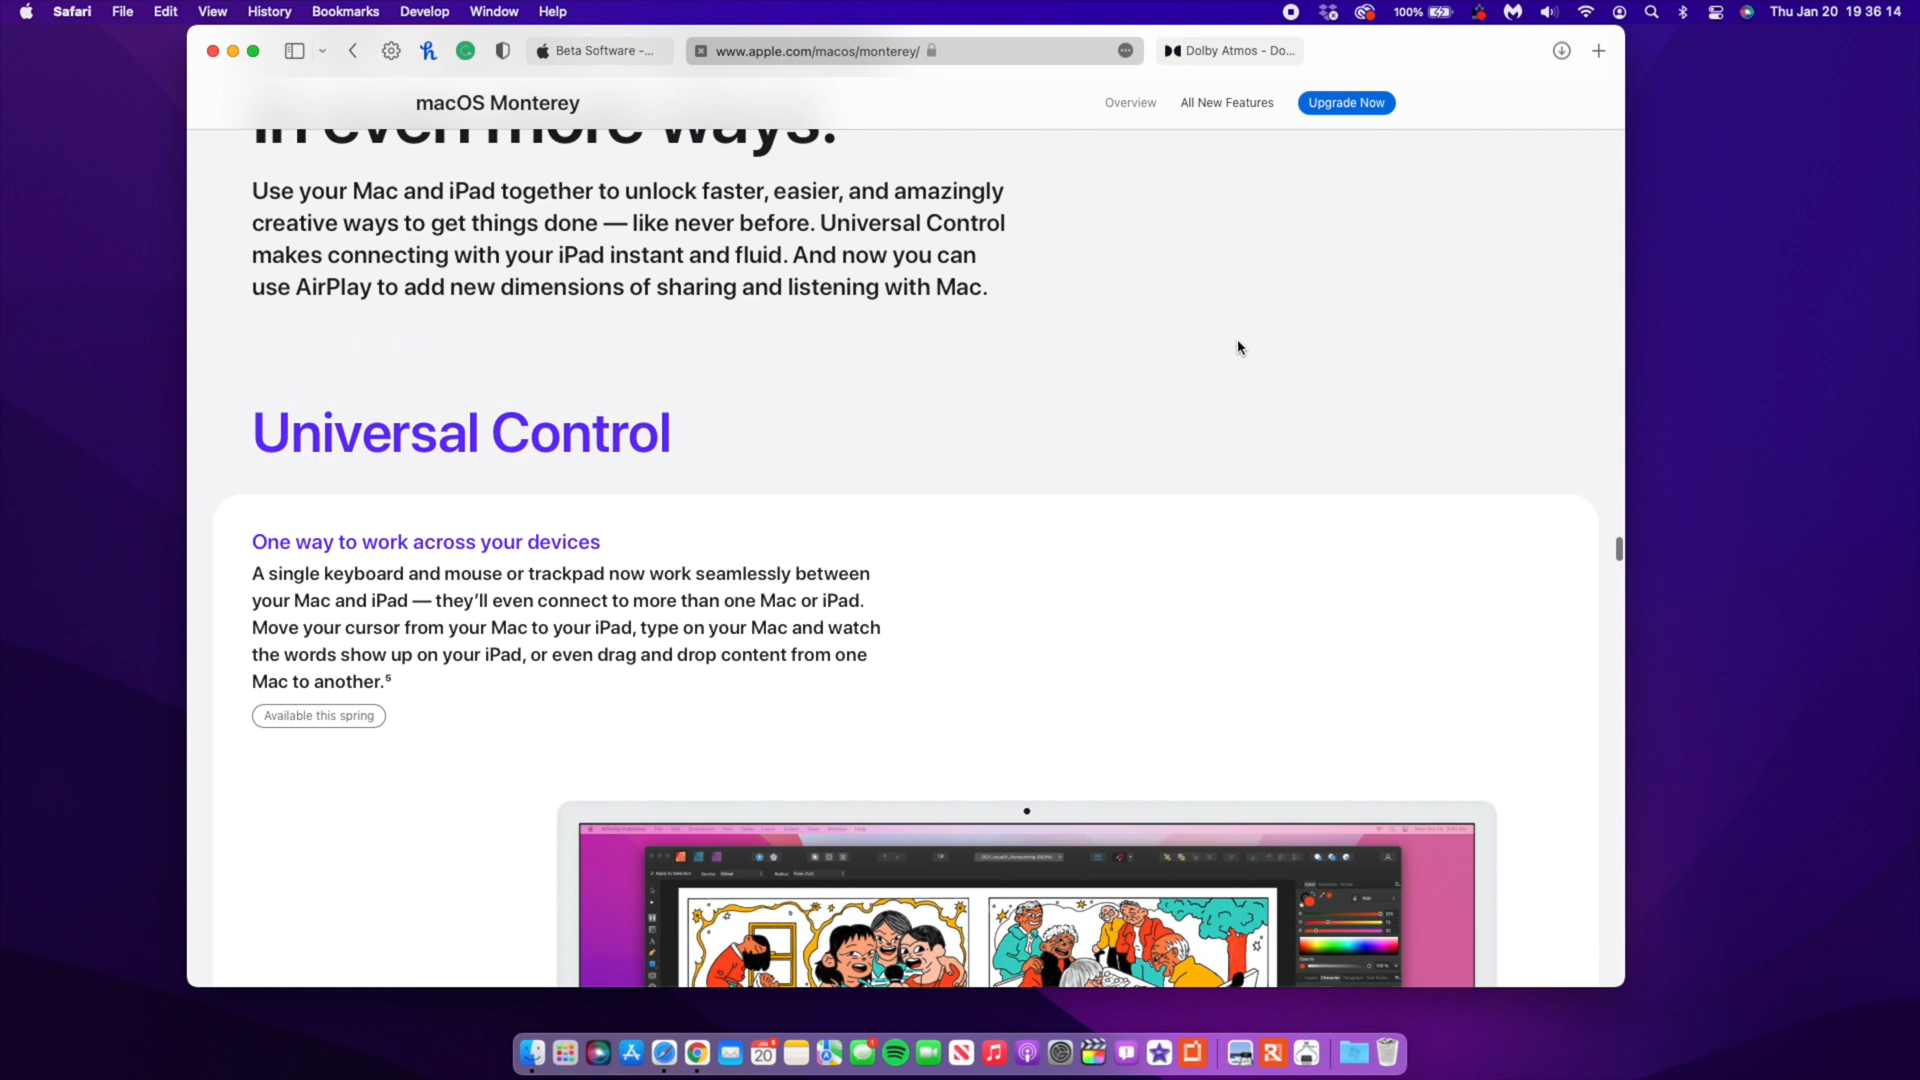 Safari File Edit View History Bookmarks Develop Window Help 100% Thu Jan 20 19 36 14
Beta Software -... www.apple.com/macos/monterey/ Dolby Atmos - Do...
macOS Monterey Overview All New Features Upgrade Now
in even more ways.
Use your Mac and iPad together to unlock faster, easier, and amazingly
creative ways to get things done — like never before. Universal Control
makes connecting with your iPad instant and fluid. And now you can
use AirPlay to add new dimensions of sharing and listening with Mac.
Universal Control
One way to work across your devices
A single keyboard and mouse or trackpad now work seamlessly between
your Mac and iPad — they’ll even connect to more than one Mac or iPad.
Move your cursor from your Mac to your iPad, type on your Mac and watch
the words show up on your iPad, or even drag and drop content from one
Mac to another.⁵
Available this spring
20